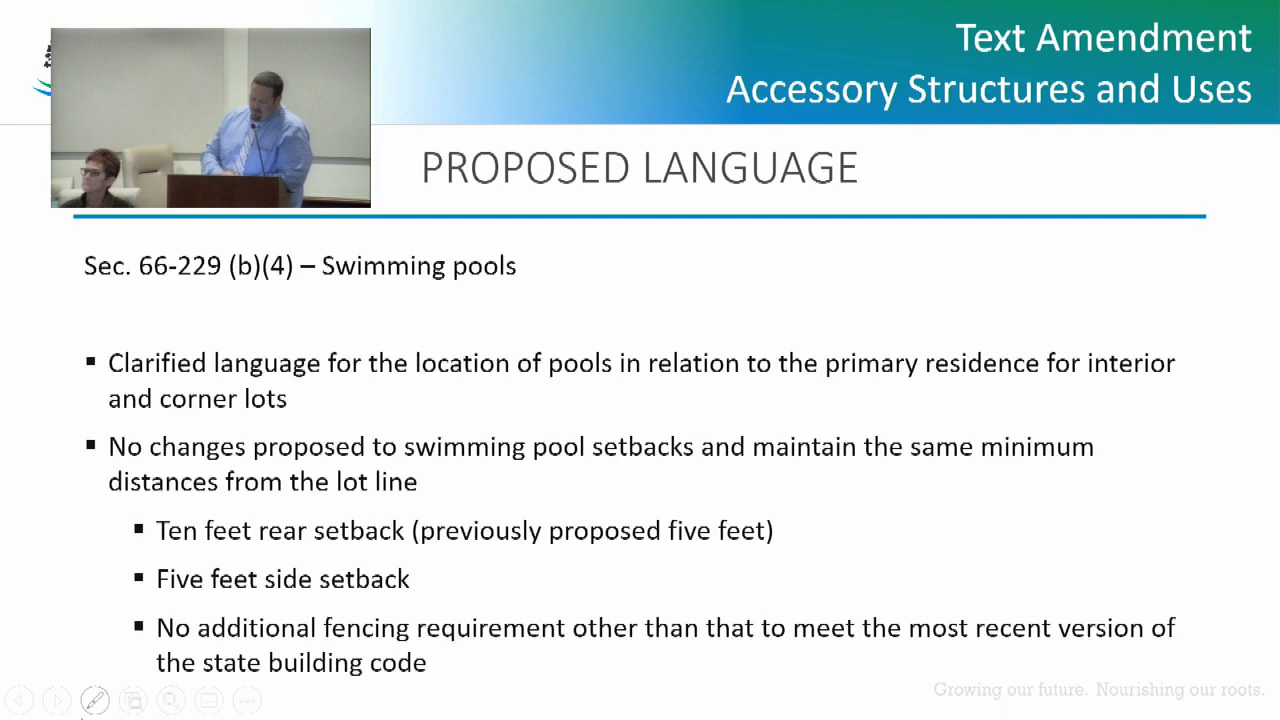 Text Amendment
Accessory Structures and Uses
PROPOSED LANGUAGE
Sec. 66-229 (b)(4) – Swimming pools
▪ Clarified language for the location of pools in relation to the primary residence for interior
and corner lots
▪ No changes proposed to swimming pool setbacks and maintain the same minimum
distances from the lot line
▪ Ten feet rear setback (previously proposed five feet)
▪ Five feet side setback
▪ No additional fencing requirement other than that to meet the most recent version of
the state building code
Growing our future. Nourishing our roots.